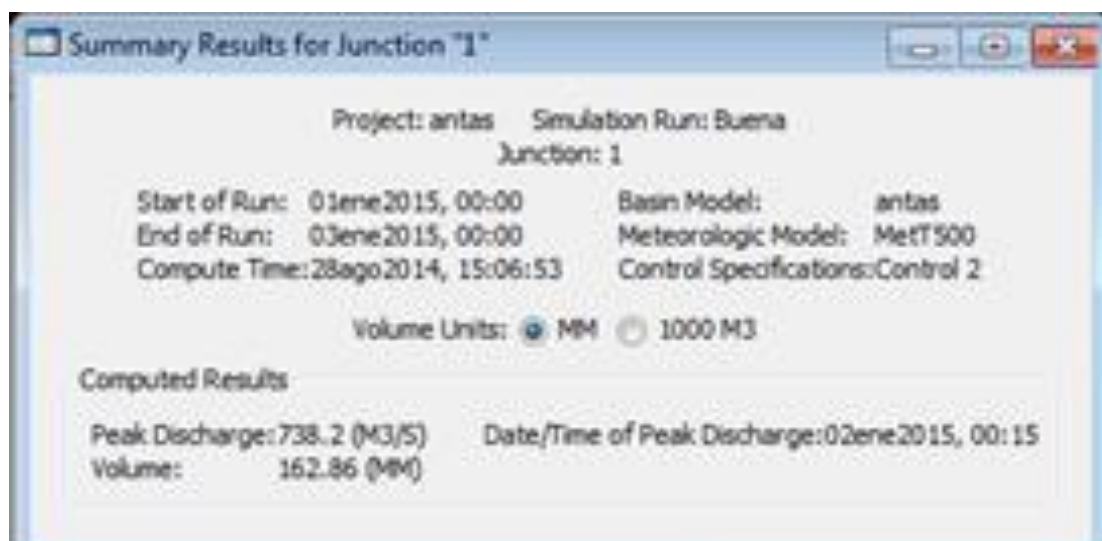 Summary Results for Junction "1"
Project: antas Simulation Run: Buena
Junction: 1
Start of Run: 01ene2015, 00:00 Basin Model: antas
End of Run: 03ene2015, 00:00 Meteorologic Model: MetT500
Compute Time:28ago2014, 15:06:53 Control Specifications:Control 2
Volume Units: MM 1000 M3
Computed Results
Peak Discharge:738.2 (M3/S) Date/Time of Peak Discharge:02ene2015, 00:15
Volume: 162.86 (MM)